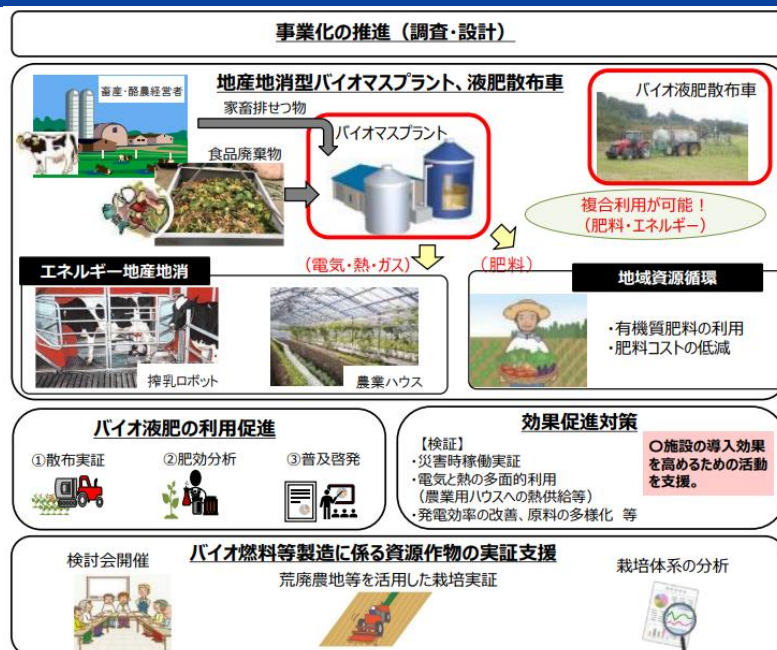 事業化の推進（調査・設計）
地産地消型バイオマスプラント、液肥散布車
畜産・酪農経営者
家畜排せつ物
食品廃棄物
バイオマスプラント
バイオ液肥散布車
複合利用が可能！
（肥料・エネルギー）
（電気・熱・ガス）
（肥料）
エネルギー地産地消
搾乳ロボット
農業ハウス
地域資源循環
・有機質肥料の利用
・肥料コストの低減
バイオ液肥の利用促進
①散布実証
②肥効分析
③普及啓発
効果促進対策
【検証】
・災害時稼働実証
・電気と熱の多面的利用
（農業用ハウスへの熱供給等）
・発電効率の改善、原料の多様化　等
〇施設の導入効果
を高めるための活動
を支援。
バイオ燃料等製造に係る資源作物の実証支援
検討会開催
荒廃農地等を活用した栽培実証
栽培体系の分析